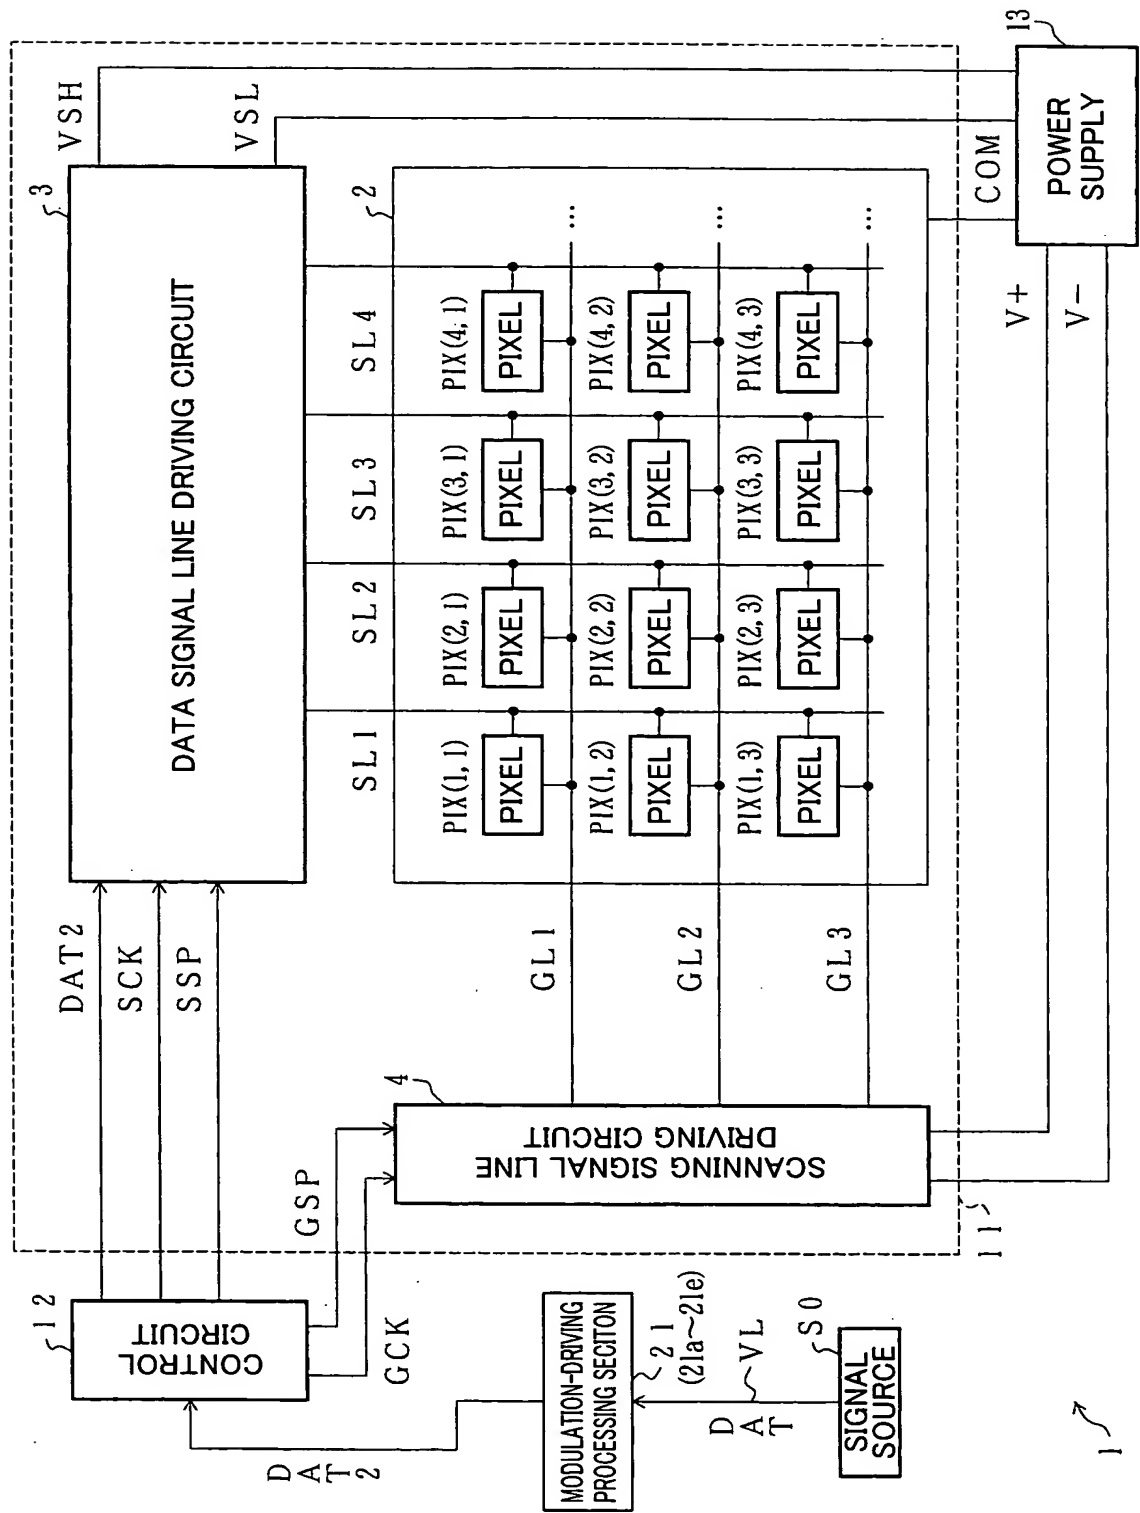 VSH
VSL
13
3
DATA SIGNAL LINE DRIVING CIRCUIT
2
COM
POWER
SUPPLY
SL1
SL2
SL3
SL4
PIX(1, 1)
PIXEL
PIX(2, 1)
PIXEL
PIX(3, 1)
PIXEL
PIX(4, 1)
PIXEL
...
PIX(1, 2)
PIXEL
PIX(2, 2)
PIXEL
PIX(3, 2)
PIXEL
PIX(4, 2)
PIXEL
...
PIX(1, 3)
PIXEL
PIX(2, 3)
PIXEL
PIX(3, 3)
PIXEL
PIX(4, 3)
PIXEL
...
V+
V−
DAT2
SCK
SSP
GL1
GL2
GL3
4
SCANNING SIGNAL LINE
DRIVING CIRCUIT
GSP
GCK
11
12
CONTROL
CIRCUIT
DAT2
MODULATION-DRIVING
PROCESSING SECITON
21
(21a~21e)
DAT
VL
S0
SIGNAL
SOURCE
1